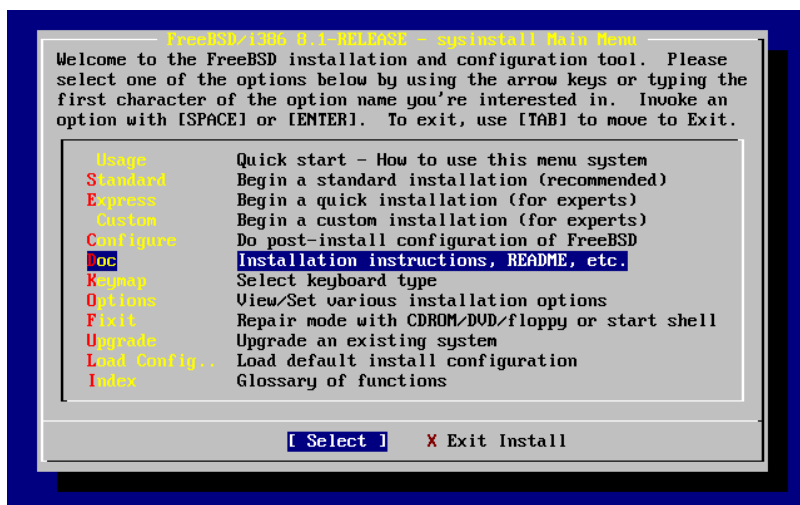 FreeBSD/i386 8.1-RELEASE - sysinstall Main Menu
Welcome to the FreeBSD installation and configuration tool.  Please
select one of the options below by using the arrow keys or typing the
first character of the option name you're interested in.  Invoke an
option with [SPACE] or [ENTER].  To exit, use [TAB] to move to Exit.
Usage Quick start - How to use this menu system
Standard Begin a standard installation (recommended)
Express Begin a quick installation (for experts)
Custom Begin a custom installation (for experts)
Configure Do post-install configuration of FreeBSD
Doc Installation instructions, README, etc.
Keymap Select keyboard type
Options View/Set various installation options
Fixit Repair mode with CDROM/DVD/floppy or start shell
Upgrade Upgrade an existing system
Load Config.. Load default install configuration
Index Glossary of functions
[ Select ] X Exit Install